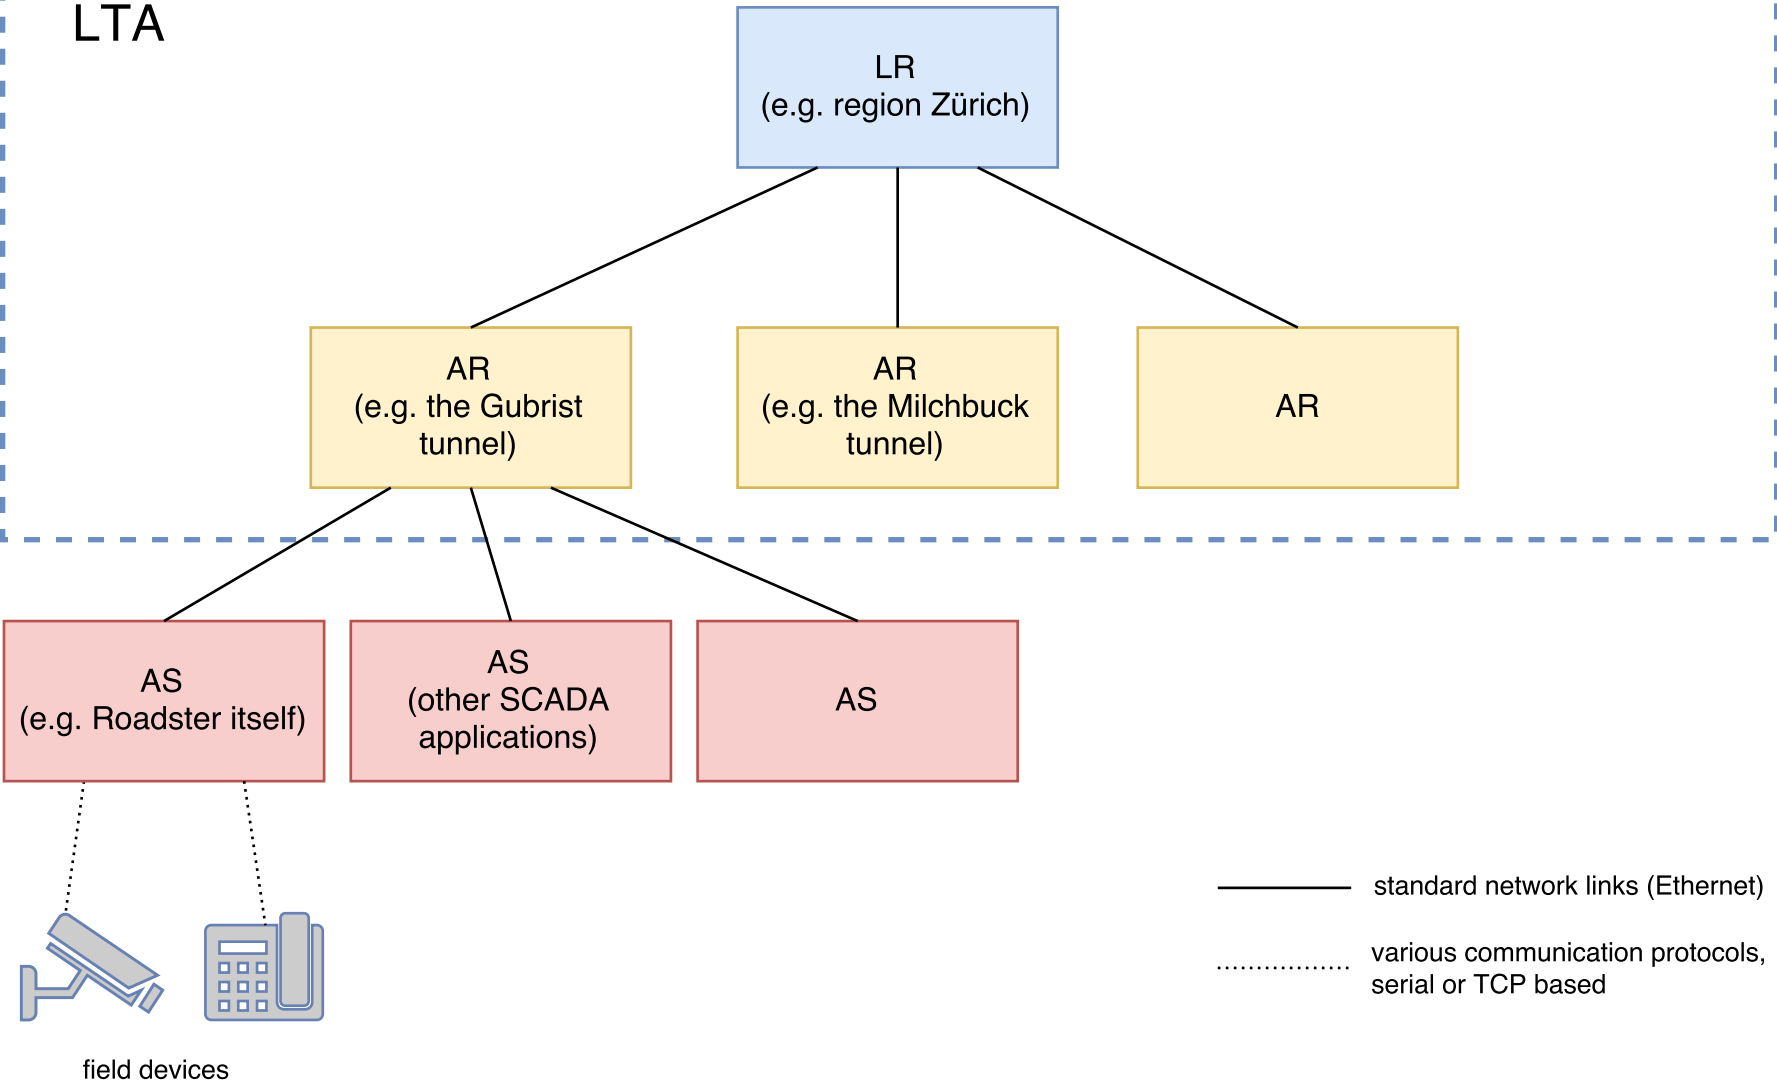 LTA
LR
(e.g. region Zürich)
AR
(e.g. the Gubrist
tunnel)
AR
(e.g. the Milchbuck
tunnel)
AR
AS
(e.g. Roadster itself)
AS
(other SCADA
applications)
AS
standard network links (Ethernet)
various communication protocols,
serial or TCP based
field devices